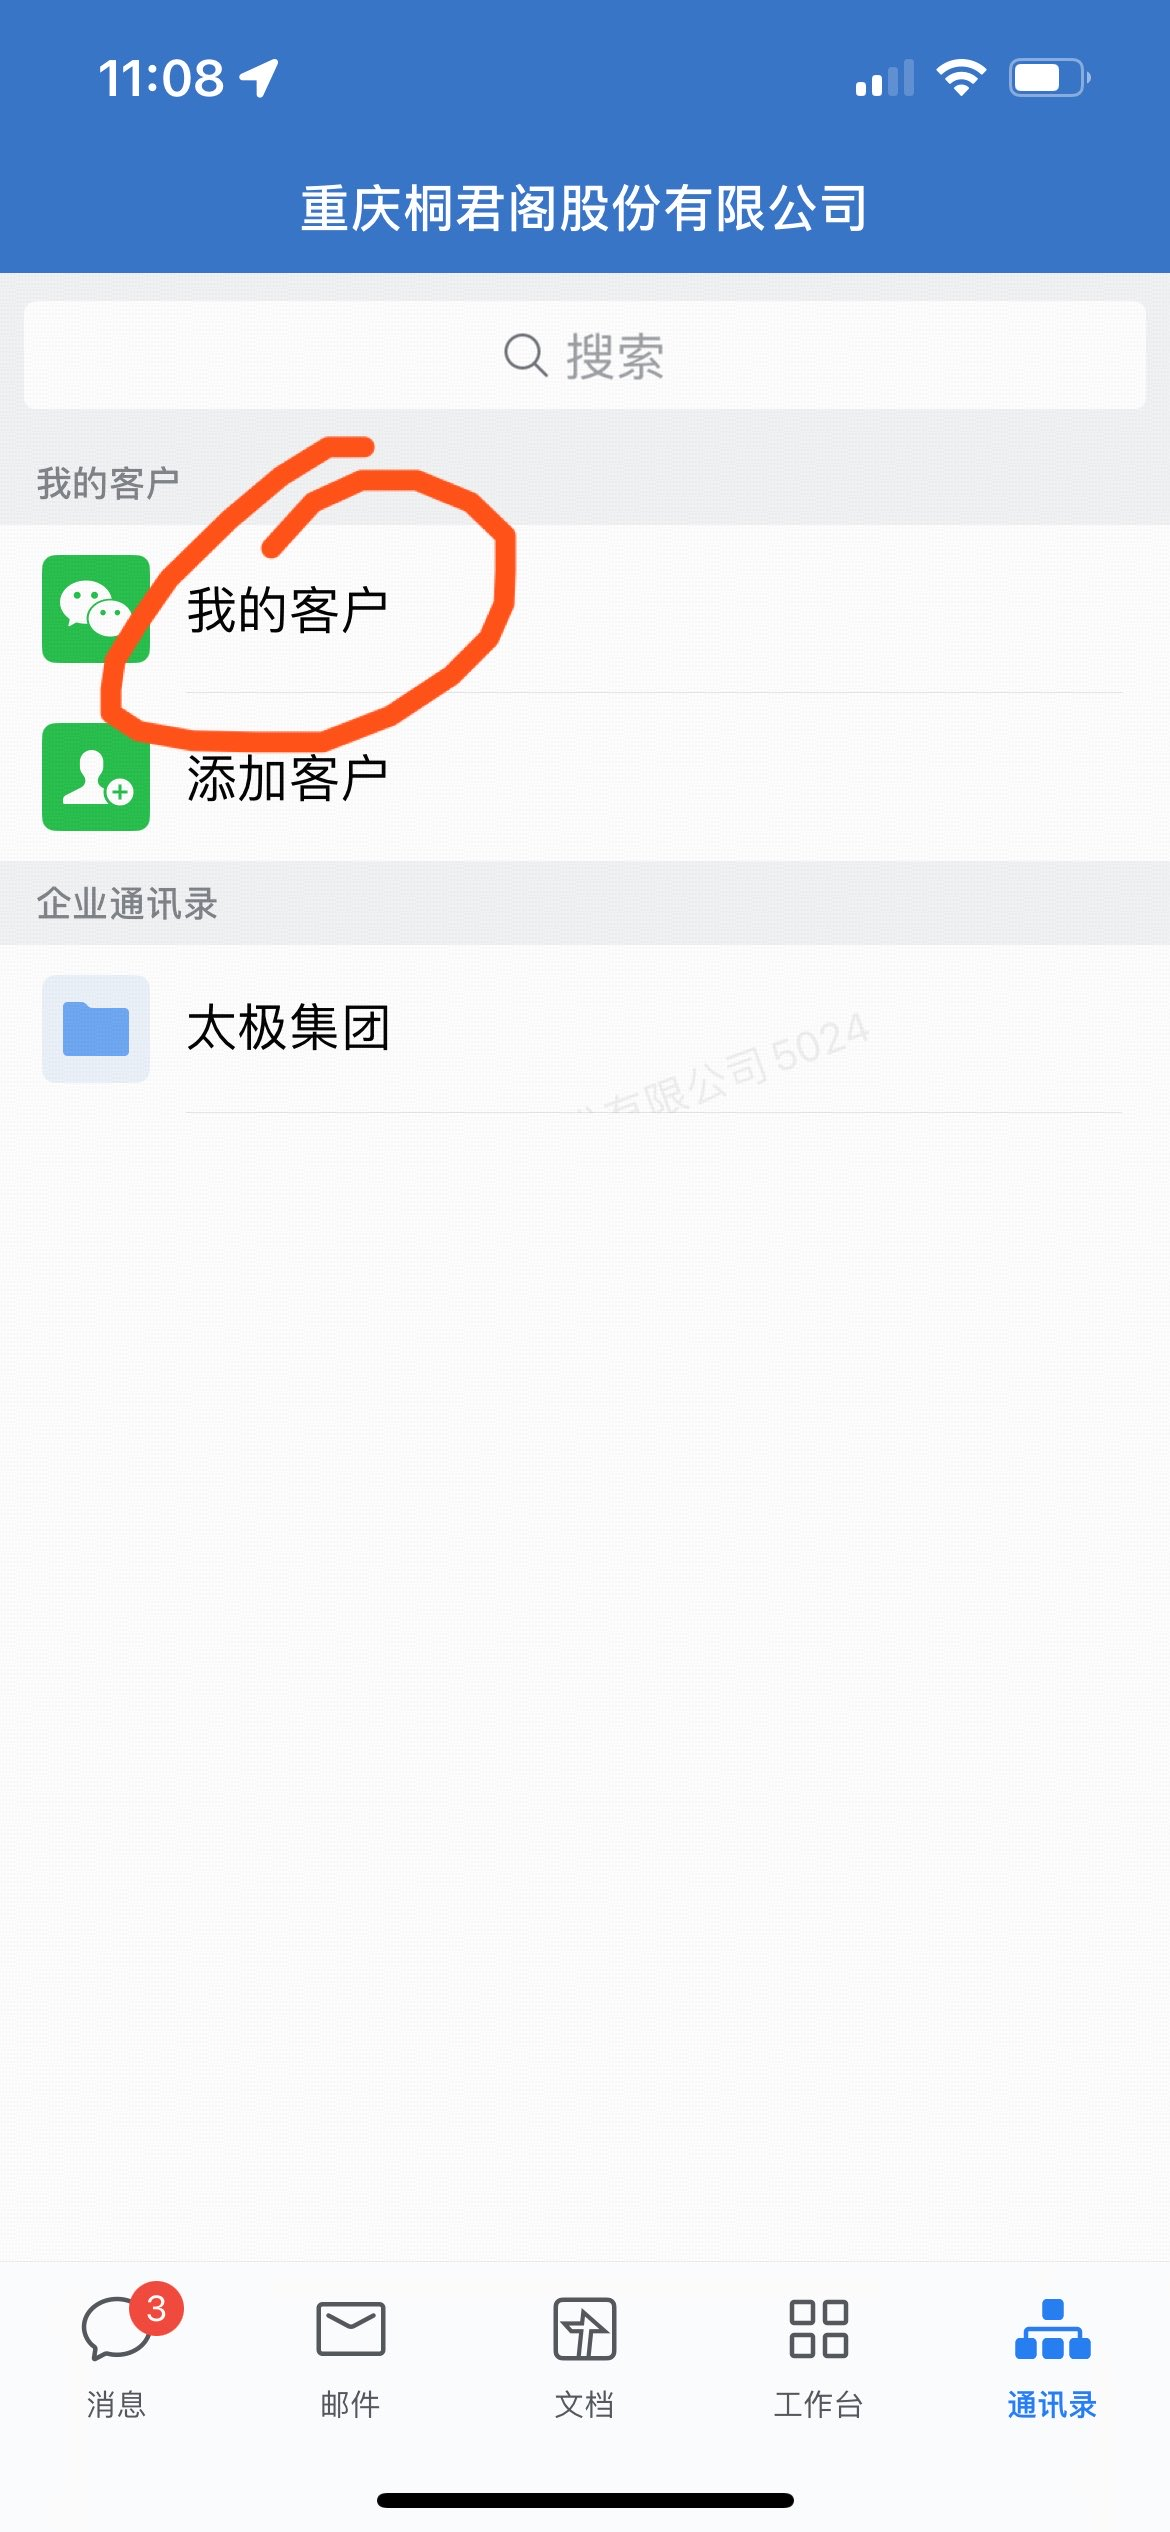 11:08
重庆桐君阁股份有限公司
搜索
我的客户
我的客户
添加客户
企业通讯录
太极集团
有限公司 5024
3
消息
邮件
文档
工作台
通讯录